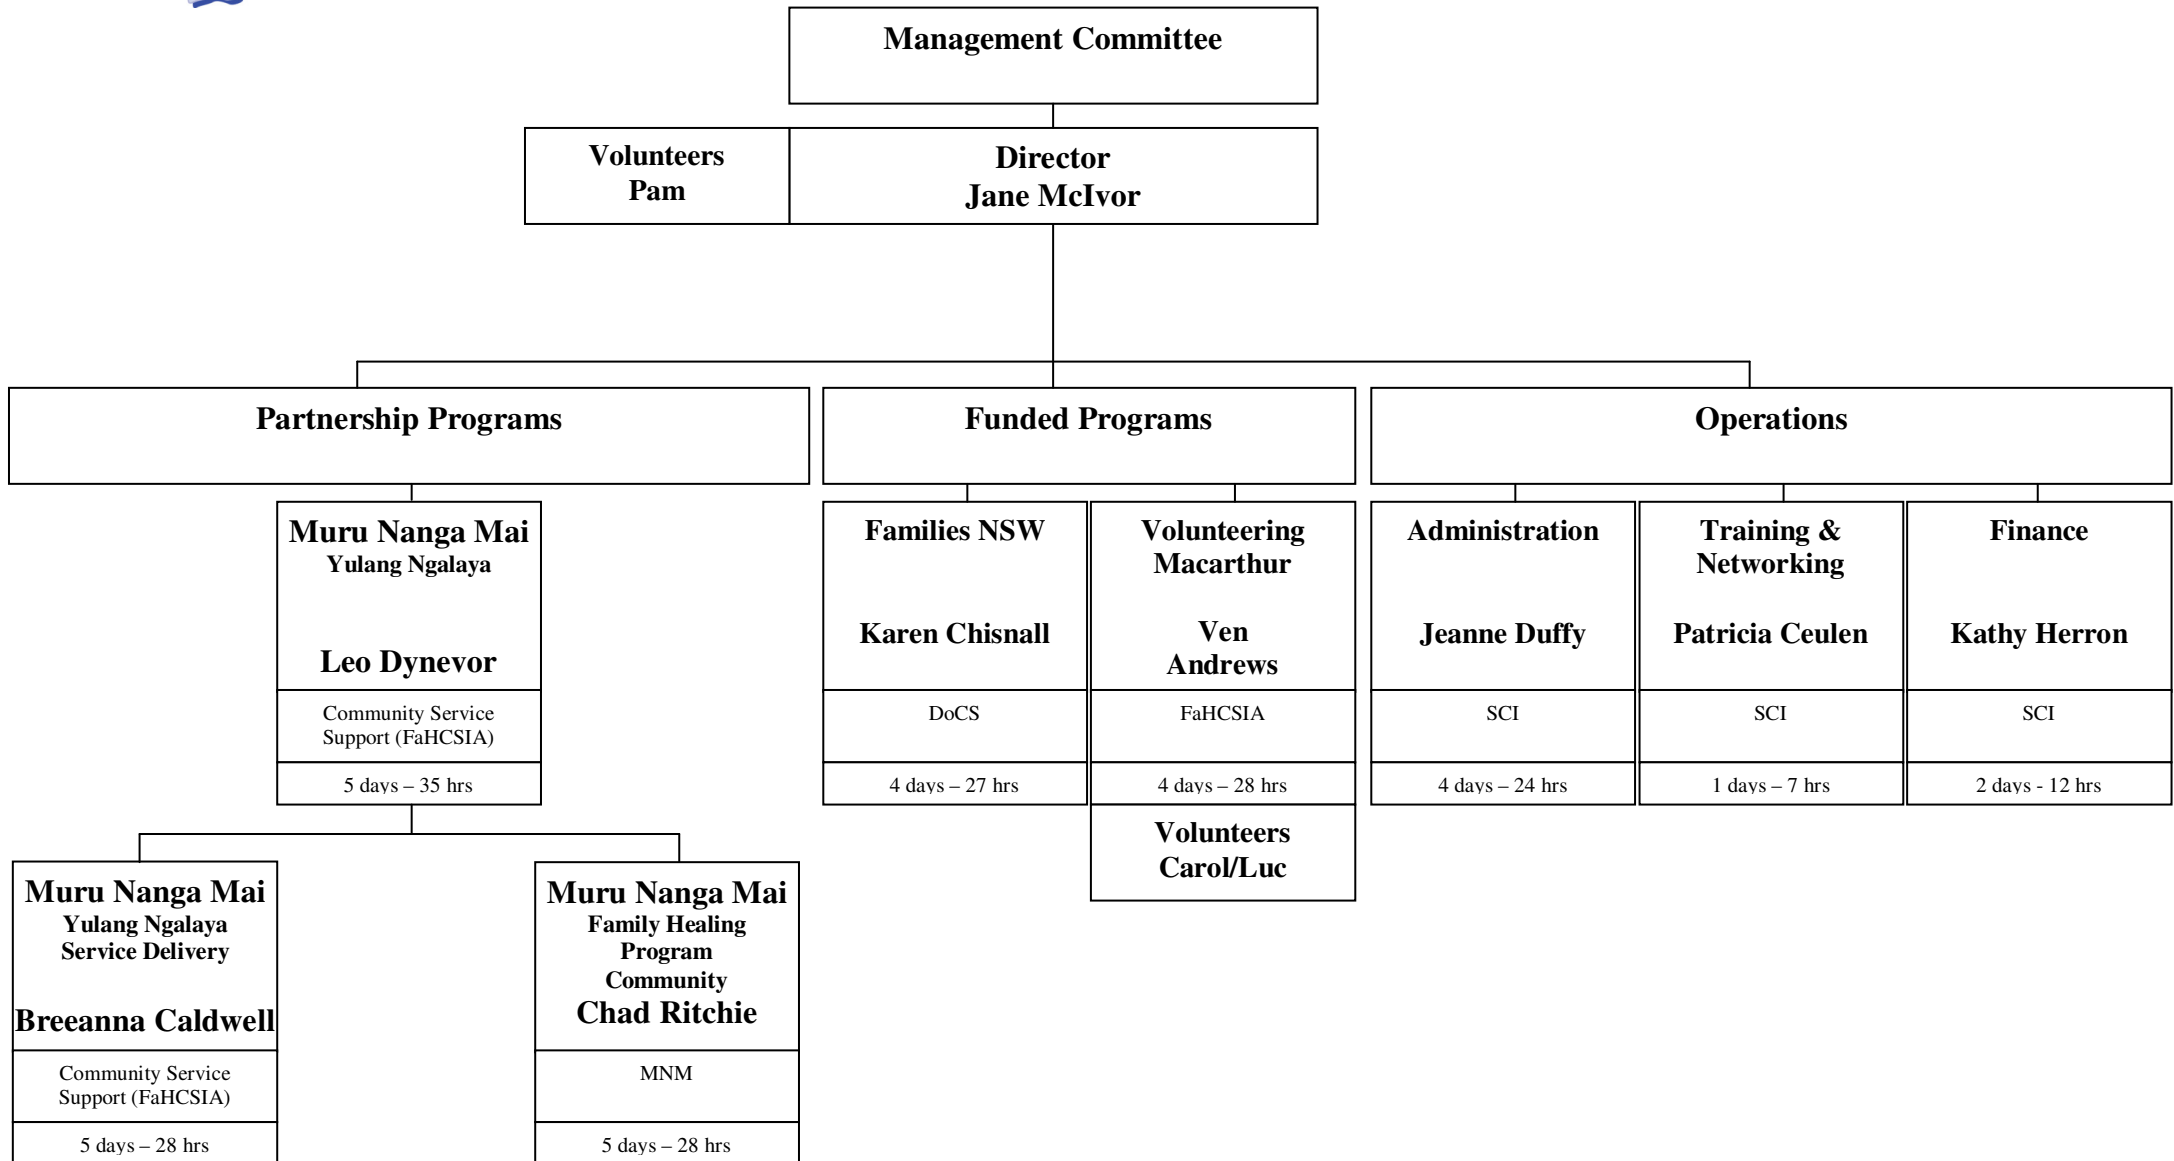 Management Committee
Volunteers
Pam
Director
Jane McIvor
Partnership Programs
Funded Programs
Operations
Muru Nanga Mai
Yulang Ngalaya
Leo Dynevor
Community Service
Support (FaHCSIA)
5 days – 35 hrs
Families NSW
Karen Chisnall
DoCS
4 days – 27 hrs
Volunteering
Macarthur
Ven
Andrews
FaHCSIA
4 days – 28 hrs
Volunteers
Carol/Luc
Administration
Jeanne Duffy
SCI
4 days – 24 hrs
Training &
Networking
Patricia Ceulen
SCI
1 days – 7 hrs
Finance
Kathy Herron
SCI
2 days - 12 hrs
Muru Nanga Mai
Yulang Ngalaya
Service Delivery
Breeanna Caldwell
Community Service
Support (FaHCSIA)
5 days – 28 hrs
Muru Nanga Mai
Family Healing
Program
Community
Chad Ritchie
MNM
5 days – 28 hrs